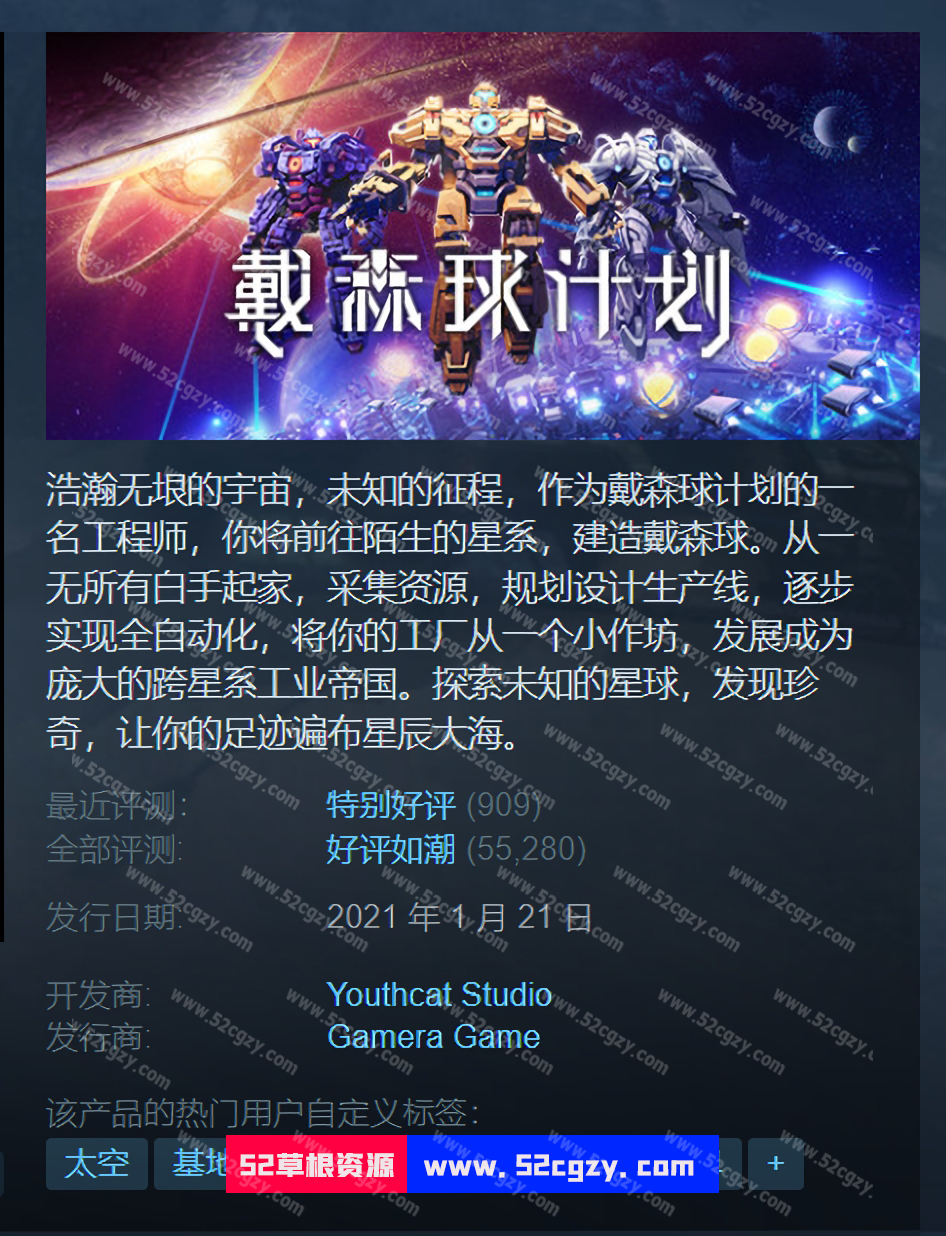 戴森球计划
浩瀚无垠的宇宙，未知的征程，作为戴森球计划的一
名工程师，你将前往陌生的星系，建造戴森球。从一
无所有白手起家，采集资源，规划设计生产线，逐步
实现全自动化，将你的工厂从一个小作坊，发展成为
庞大的跨星系工业帝国。探索未知的星球，发现珍
奇，让你的足迹遍布星辰大海。
最近评测: 特别好评 (909)
全部评测: 好评如潮 (55,280)
发行日期: 2021 年 1 月 21 日
开发商: Youthcat Studio
发行商: Gamera Game
该产品的热门用户自定义标签:
太空 基地 +
52草根资源 www.52cgzy.com